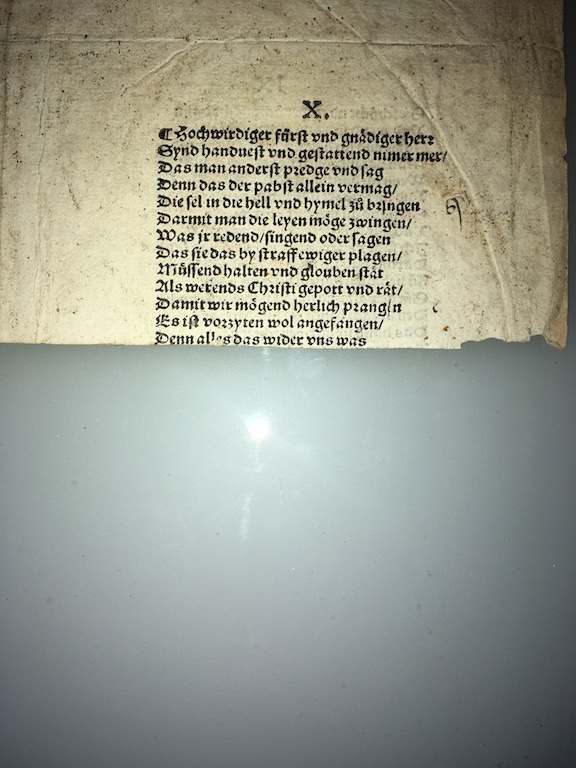 X.
¶ Hochwirdiger fürst vnd gnädiger herr
Synd handuest vnd gestattend nimer mer/
Das man anderst predge vnd sag
Denn das der pabst allein vermag/
Die sel in die hell vnd hymel zů bringen
Darmit man die leyen möge zwingen/
Was jr redend/singend oder sagen
Das sie das by straff ewiger plagen/
Müssend halten vnd glouben stät
Als werends Christi gepott vnd rät/
Damit wir mögend herlich prangen
Es ist vorzyten wol angefangen/
Denn alles das wider vns was